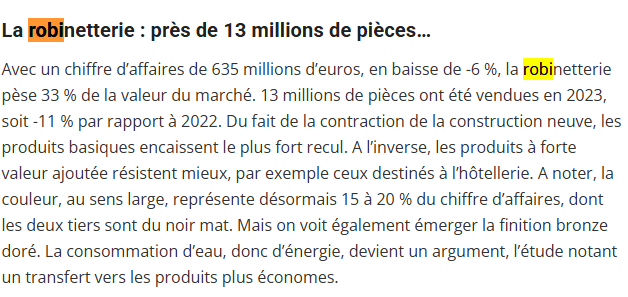 La robinetterie : près de 13 millions de pièces…
Avec un chiffre d’affaires de 635 millions d’euros, en baisse de -6 %, la robinetterie
pèse 33 % de la valeur du marché. 13 millions de pièces ont été vendues en 2023,
soit -11 % par rapport à 2022. Du fait de la contraction de la construction neuve, les
produits basiques encaissent le plus fort recul. A l’inverse, les produits à forte
valeur ajoutée résistent mieux, par exemple ceux destinés à l’hôtellerie. A noter, la
couleur, au sens large, représente désormais 15 à 20 % du chiffre d’affaires, dont
les deux tiers sont du noir mat. Mais on voit également émerger la finition bronze
doré. La consommation d’eau, donc d’énergie, devient un argument, l’étude notant
un transfert vers les produits plus économes.